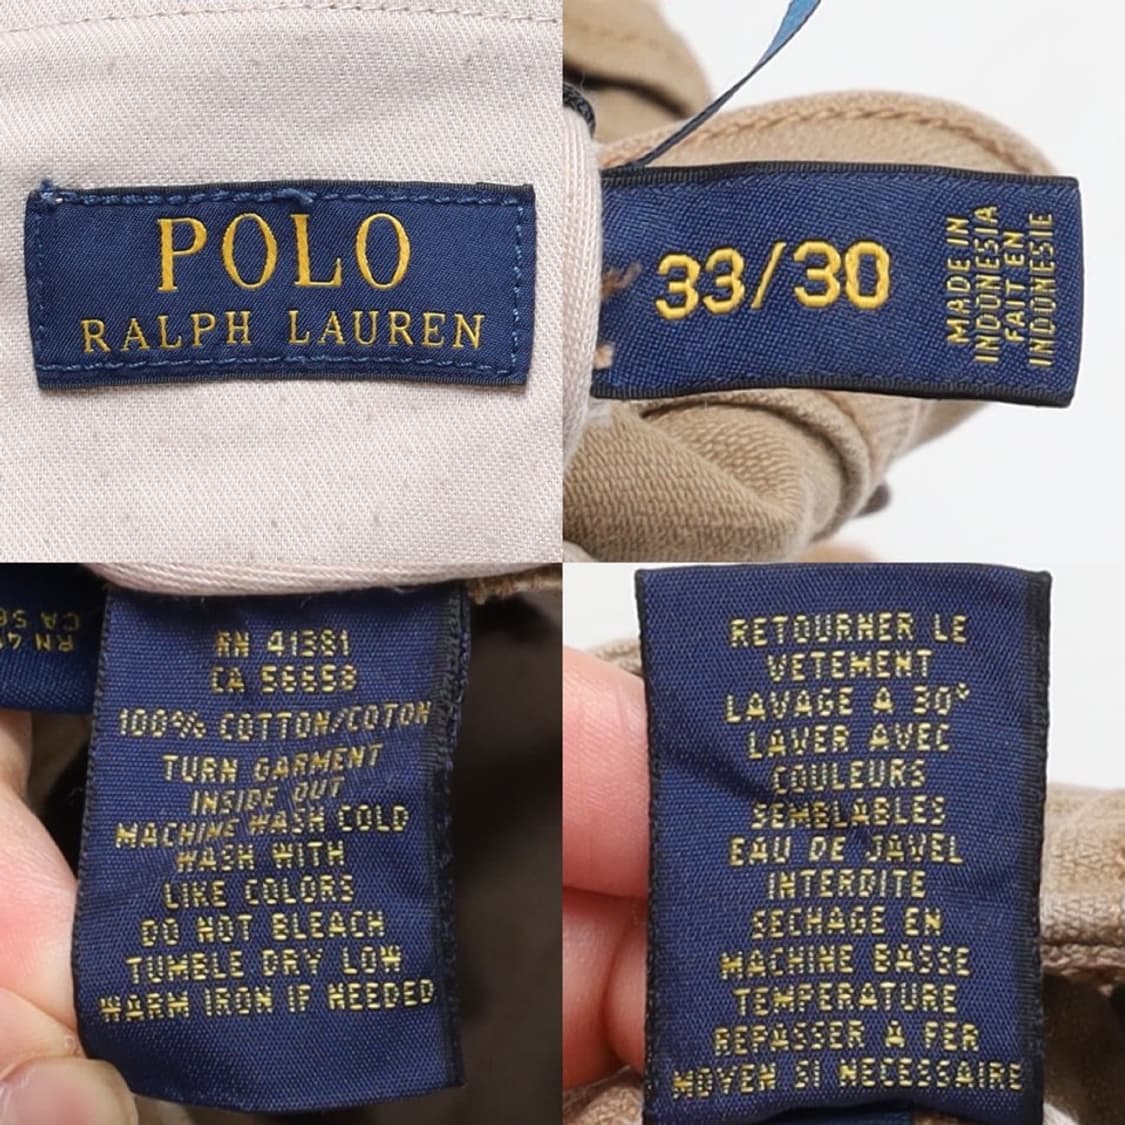 POLO
RALPH LAUREN
33/30
MADE IN
INDONESIA
FAIT EN
INDONESIE
RN 41381
CA 56658
100% COTTON/COTON
TURN GARMENT
INSIDE OUT
MACHINE WASH COLD
WASH WITH
LIKE COLORS
DO NOT BLEACH
TUMBLE DRY LOW
WARM IRON IF NEEDED
RETOURNER LE
VETEMENT
LAVAGE A 30°
LAVER AVEC
COULEURS
SEMBLABLES
EAU DE JAVEL
INTERDITE
SECHAGE EN
MACHINE BASSE
TEMPERATURE
REPASSER A FER
MOYEN SI NECESSAIRE